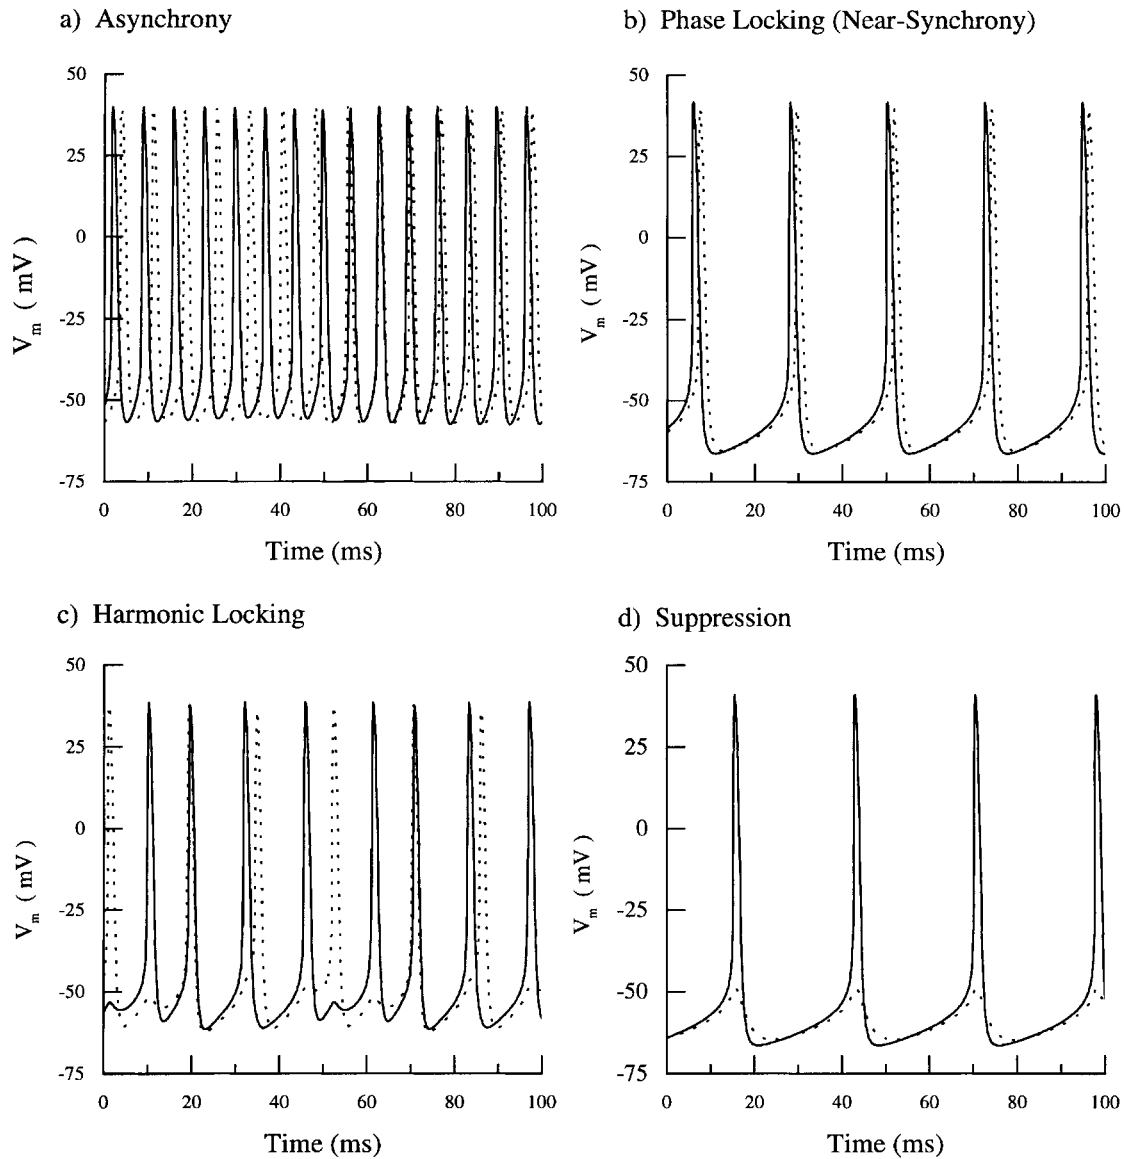 a) Asynchrony
50
25
0
-25
-50
-75
V_m ( mV )
0 20 40 60 80 100
Time (ms)
b) Phase Locking (Near-Synchrony)
50
25
0
-25
-50
-75
V_m ( mV )
0 20 40 60 80 100
Time (ms)
c) Harmonic Locking
50
25
0
-25
-50
-75
V_m ( mV )
0 20 40 60 80 100
Time (ms)
d) Suppression
50
25
0
-25
-50
-75
V_m ( mV )
0 20 40 60 80 100
Time (ms)